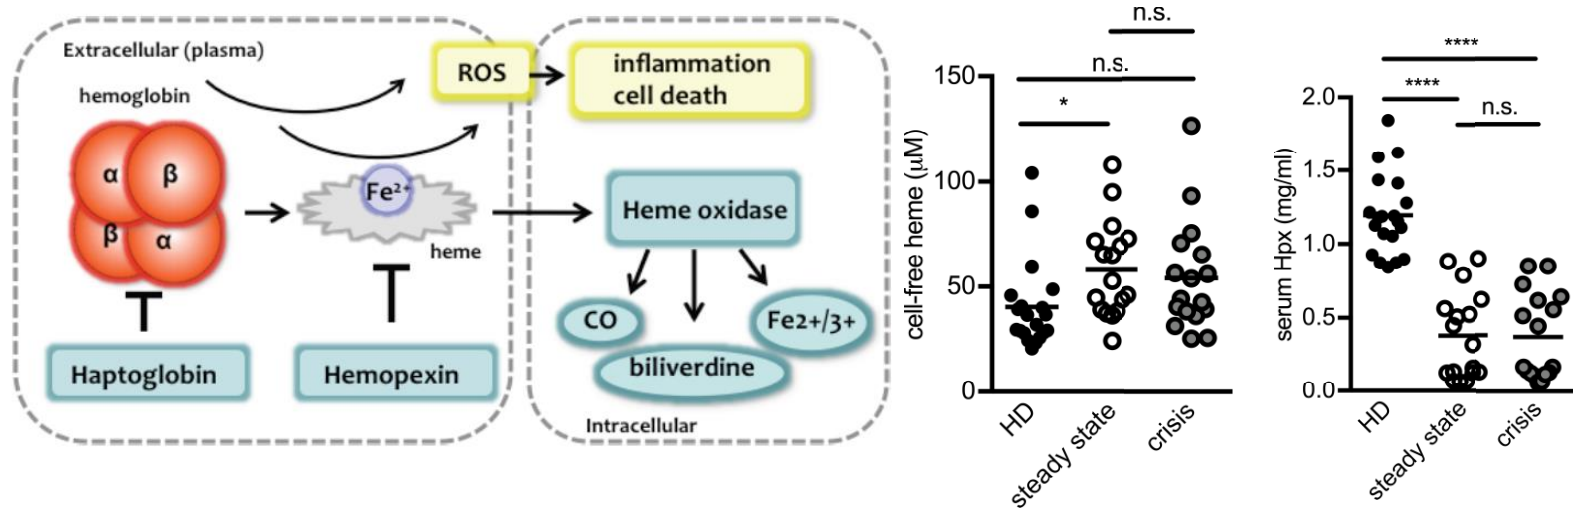 Extracellular (plasma)
hemoglobin
α
β
β
α
Fe2+
heme
ROS
inflammation
cell death
Heme oxidase
CO
Fe2+/3+
biliverdine
Haptoglobin
Hemopexin
Intracellular
n.s.
n.s.
*
150
100
50
0
cell-free heme (μM)
HD
steady state
crisis
****
****
n.s.
2.0
1.5
1.0
0.5
0.0
serum Hpx (mg/ml)
HD
steady state
crisis